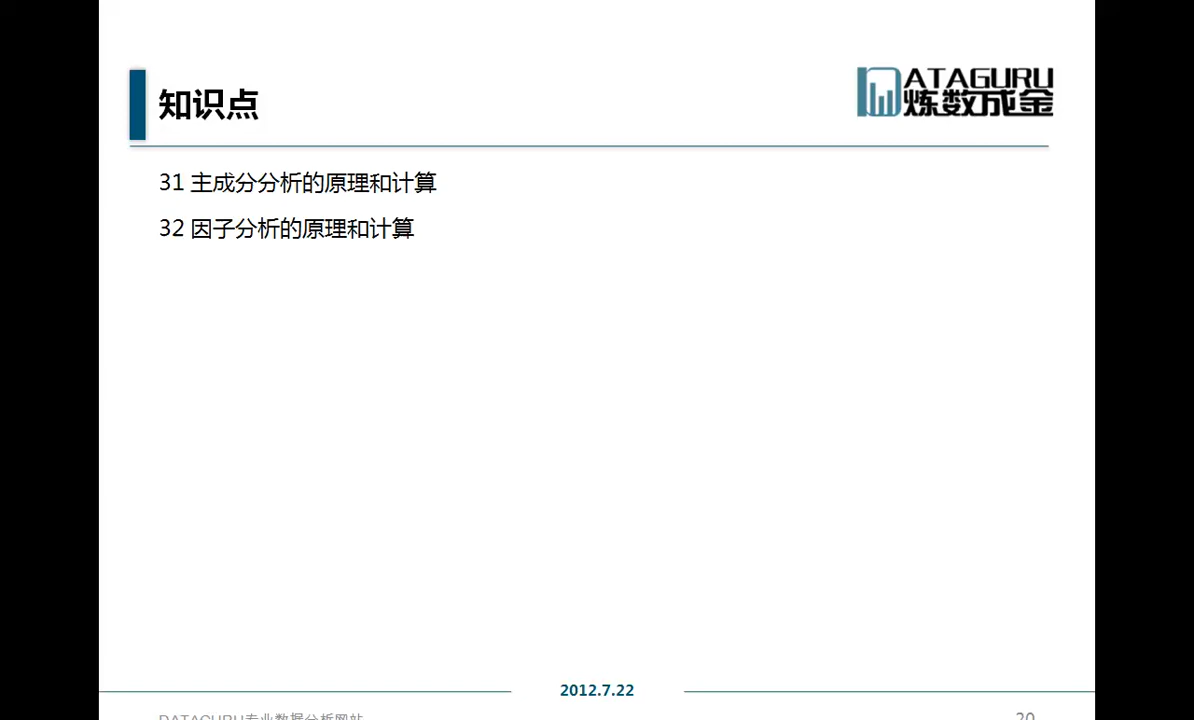 知识点
DATAGURU
炼数成金
31 主成分分析的原理和计算
32 因子分析的原理和计算
2012.7.22
DATAGURU专业数据分析网站
20